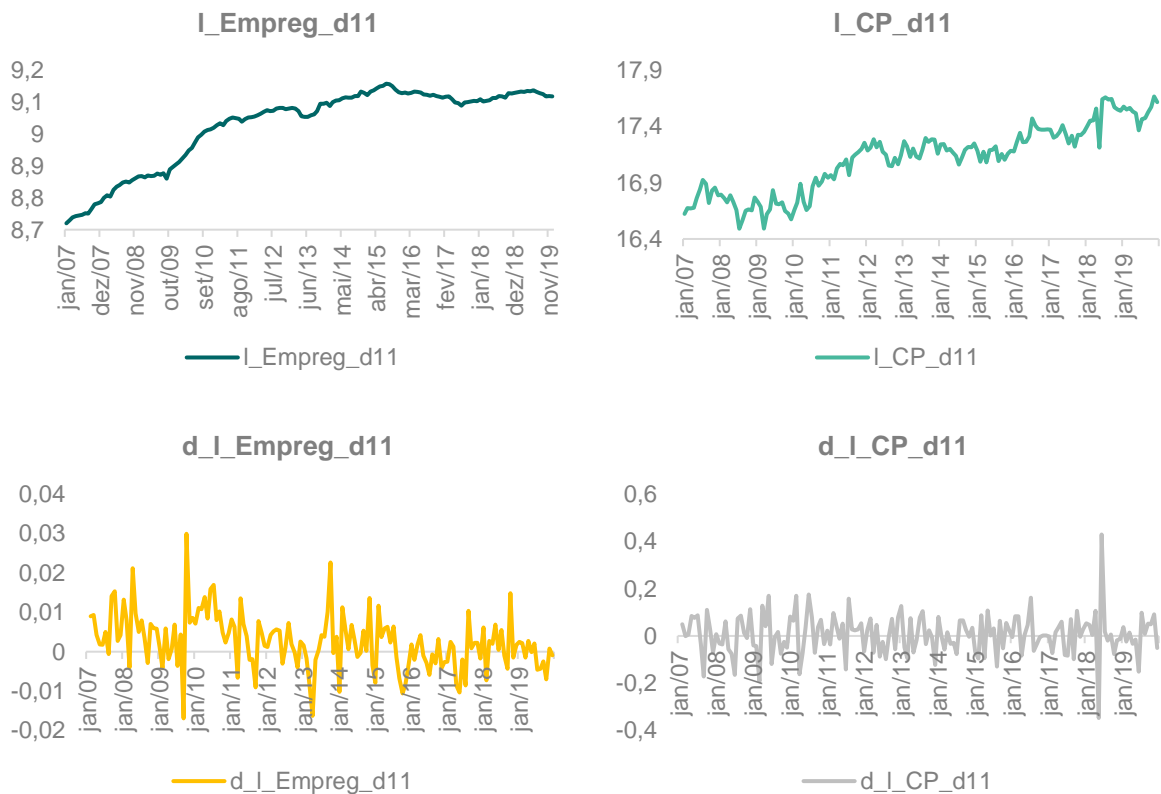 l_Empreg_d11
9,2
9,1
9
8,9
8,8
8,7
jan/07
dez/07
nov/08
out/09
set/10
ago/11
jul/12
jun/13
mai/14
abr/15
mar/16
fev/17
jan/18
dez/18
nov/19
l_Empreg_d11
l_CP_d11
17,9
17,4
16,9
16,4
jan/07
jan/08
jan/09
jan/10
jan/11
jan/12
jan/13
jan/14
jan/15
jan/16
jan/17
jan/18
jan/19
l_CP_d11
d_l_Empreg_d11
0,04
0,03
0,02
0,01
0
-0,01
-0,02
jan/07
jan/08
jan/09
jan/10
jan/11
jan/12
jan/13
jan/14
jan/15
jan/16
jan/17
jan/18
jan/19
d_l_Empreg_d11
d_l_CP_d11
0,6
0,4
0,2
0
-0,2
-0,4
jan/07
jan/08
jan/09
jan/10
jan/11
jan/12
jan/13
jan/14
jan/15
jan/16
jan/17
jan/18
jan/19
d_l_CP_d11